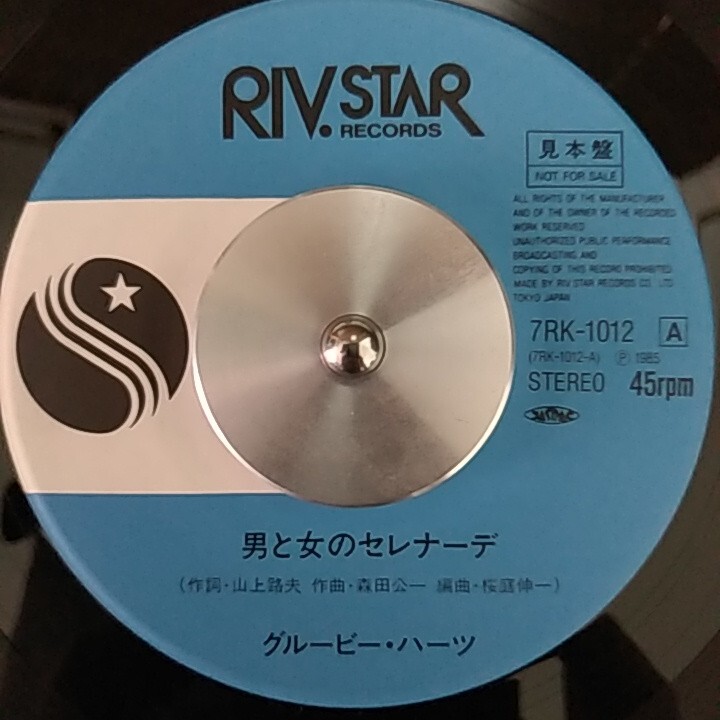 RIV.STAR
RECORDS
見本盤
NOT FOR SALE
ALL RIGHTS OF THE MANUFACTURER
AND OF THE OWNER OF THE RECORDED
WORK RESERVED
UNAUTHORIZED PUBLIC PERFORMANCE
BROADCASTING AND
COPYING OF THIS RECORD PROHIBITED
MADE BY RIV STAR RECORDS CO. LTD
TOKYO JAPAN
7RK-1012 A
(7RK-1012-A) Ⓟ 1985
STEREO 45rpm
JASRAC
男と女のセレナーデ
(作詞・山上路夫 作曲・森田公一 編曲・桜庭伸一)
グルービー・ハーツ